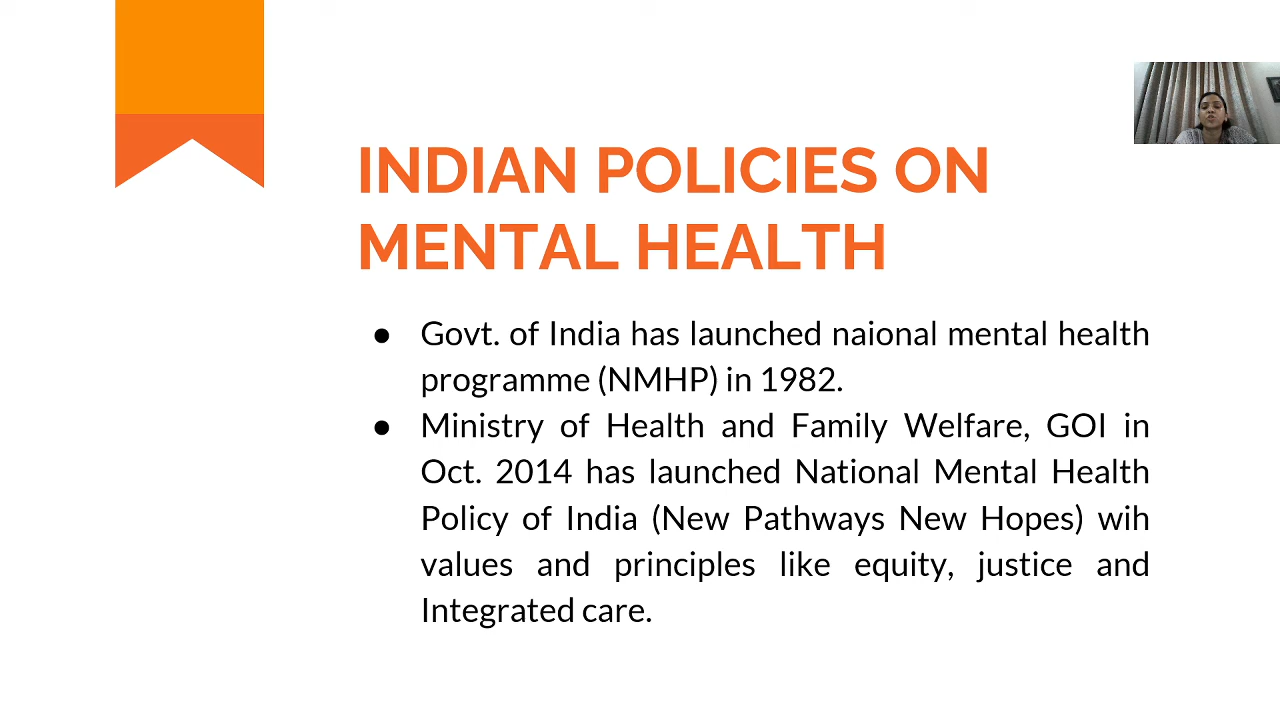 INDIAN POLICIES ON
MENTAL HEALTH
● Govt. of India has launched naional mental health
programme (NMHP) in 1982.
● Ministry of Health and Family Welfare, GOI in
Oct. 2014 has launched National Mental Health
Policy of India (New Pathways New Hopes) wih
values and principles like equity, justice and
Integrated care.